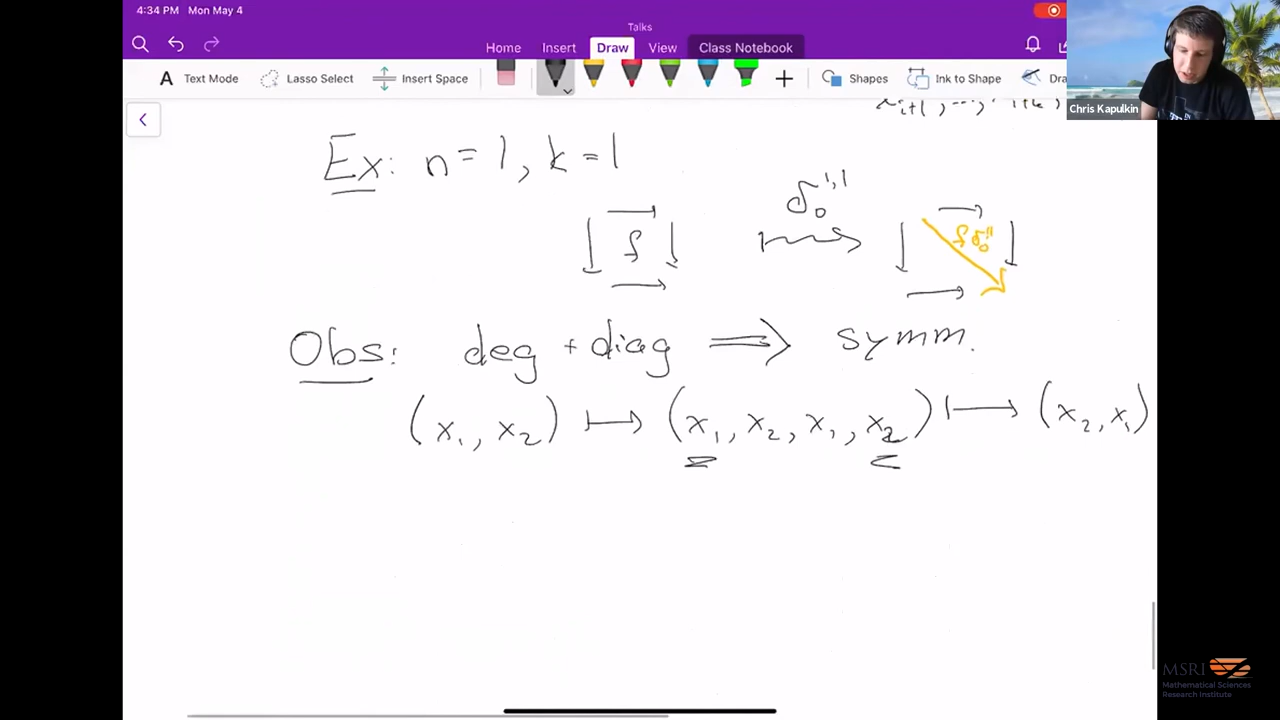 4:34 PM Mon May 4
Talks
Home Insert Draw View Class Notebook
Text Mode Lasso Select Insert Space Shapes Ink to Shape Dra
Chris Kapulkin
Ex: n=1, k=1
δ₀^{1,1}
f fδ₀^{1,1}
Obs: deg + diag ⟹ symm.
(x₁, x₂) ⟼ (x₁, x₂, x₁, x₂) ⟼ (x₂, x₁)
MSRI
Mathematical Sciences
Research Institute